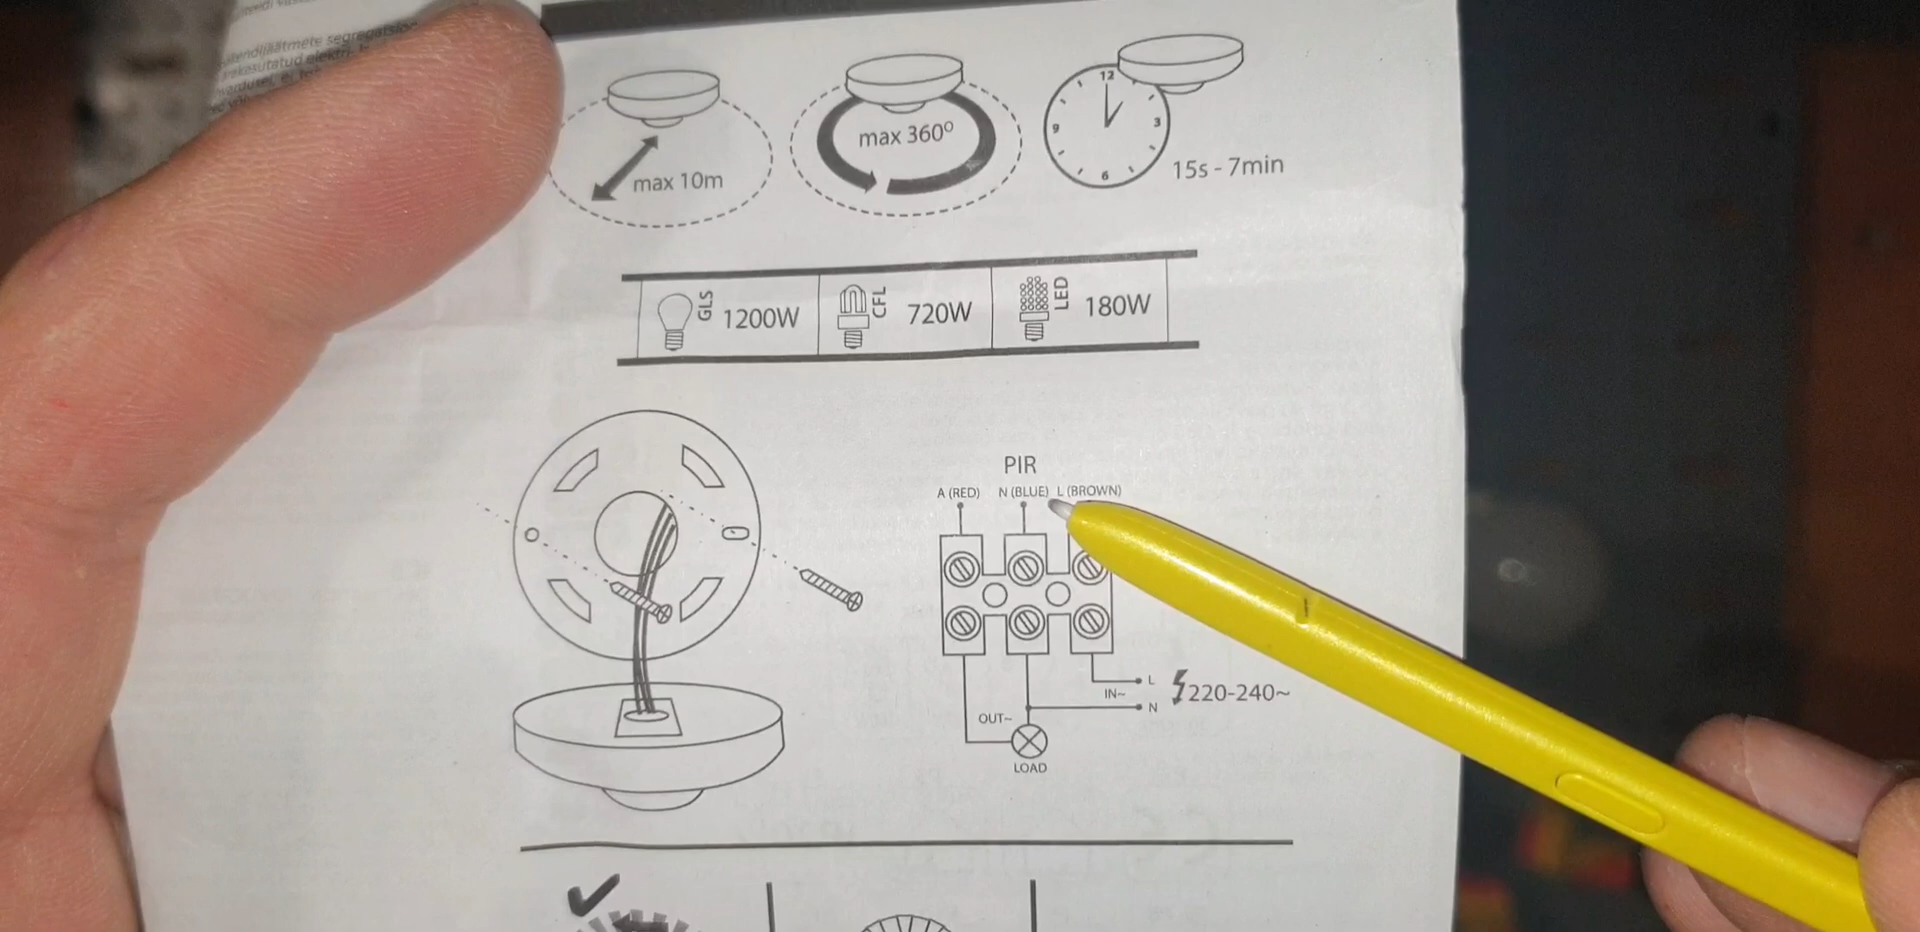 max 10m
max 360°
12
3
6
9
15s - 7min
GLS 1200W
CFL 720W
LED 180W
PIR
A (RED) N (BLUE) L (BROWN)
IN~ L
220-240~
N
OUT~
LOAD